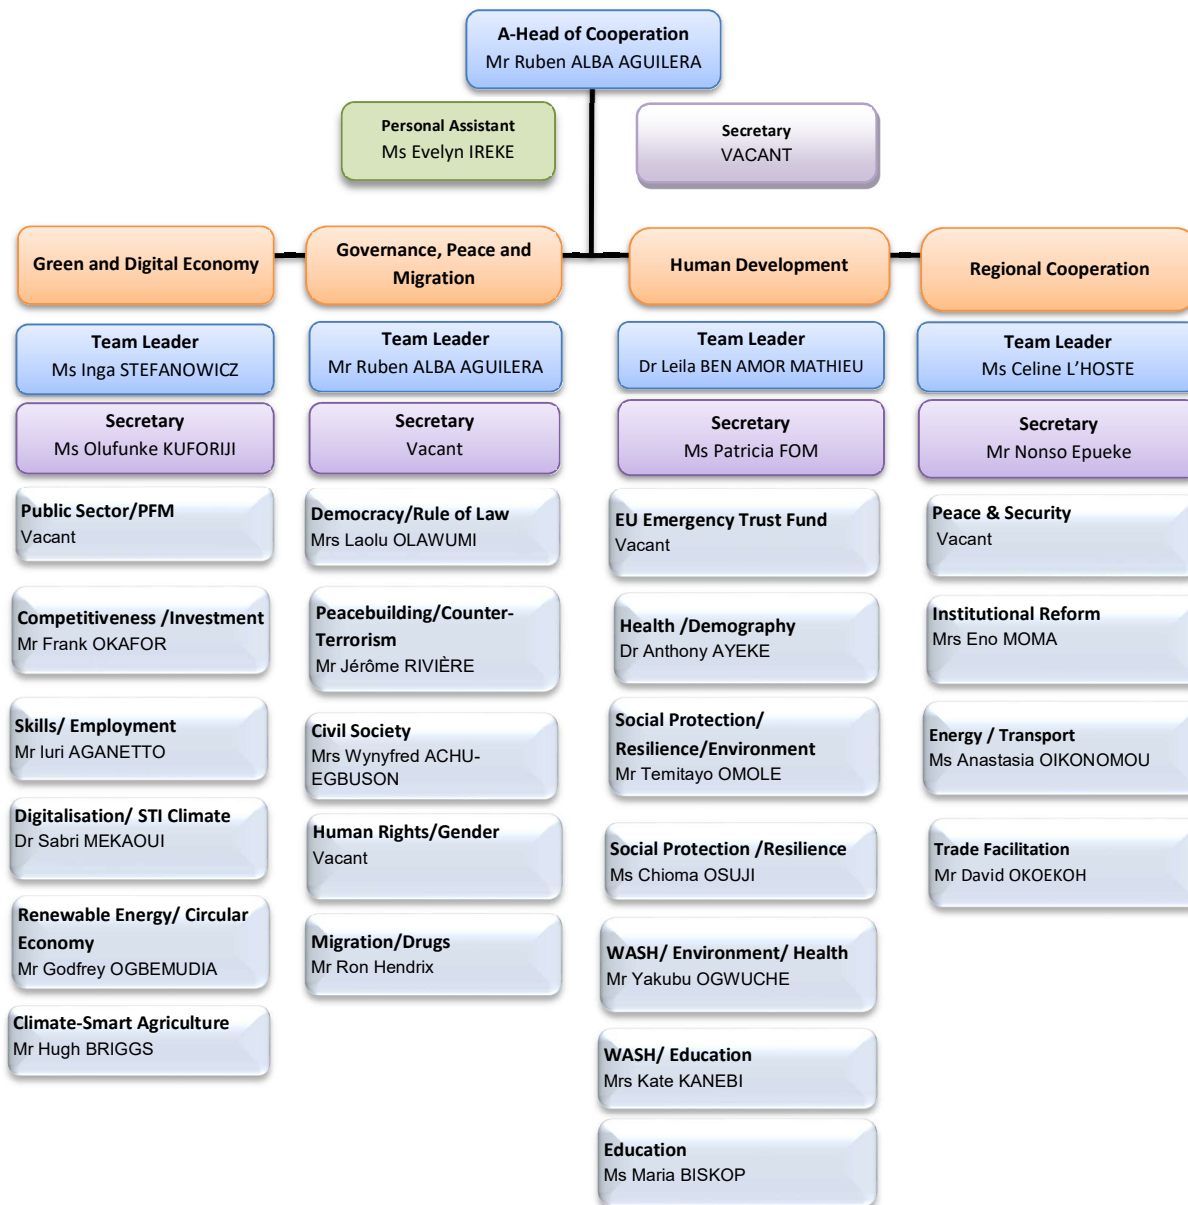 A-Head of Cooperation
Mr Ruben ALBA AGUILERA
Personal Assistant
Ms Evelyn IREKE
Secretary
VACANT
Green and Digital Economy
Governance, Peace and
Migration
Human Development
Regional Cooperation
Team Leader
Ms Inga STEFANOWICZ
Team Leader
Mr Ruben ALBA AGUILERA
Team Leader
Dr Leila BEN AMOR MATHIEU
Team Leader
Ms Celine L'HOSTE
Secretary
Ms Olufunke KUFORIJI
Secretary
Vacant
Secretary
Ms Patricia FOM
Secretary
Mr Nonso Epueke
Public Sector/PFM
Vacant
Competitiveness /Investment
Mr Frank OKAFOR
Skills/ Employment
Mr Iuri AGANETTO
Digitalisation/ STI Climate
Dr Sabri MEKAOUI
Renewable Energy/ Circular
Economy
Mr Godfrey OGBEMUDIA
Climate-Smart Agriculture
Mr Hugh BRIGGS
Democracy/Rule of Law
Mrs Laolu OLAWUMI
Peacebuilding/Counter-
Terrorism
Mr Jérôme RIVIÈRE
Civil Society
Mrs Wynyfred ACHU-
EGBUSON
Human Rights/Gender
Vacant
Migration/Drugs
Mr Ron Hendrix
EU Emergency Trust Fund
Vacant
Health /Demography
Dr Anthony AYEKE
Social Protection/
Resilience/Environment
Mr Temitayo OMOLE
Social Protection /Resilience
Ms Chioma OSUJI
WASH/ Environment/ Health
Mr Yakubu OGWUCHE
WASH/ Education
Mrs Kate KANEBI
Education
Ms Maria BISKOP
Peace & Security
Vacant
Institutional Reform
Mrs Eno MOMA
Energy / Transport
Ms Anastasia OIKONOMOU
Trade Facilitation
Mr David OKOEKOH